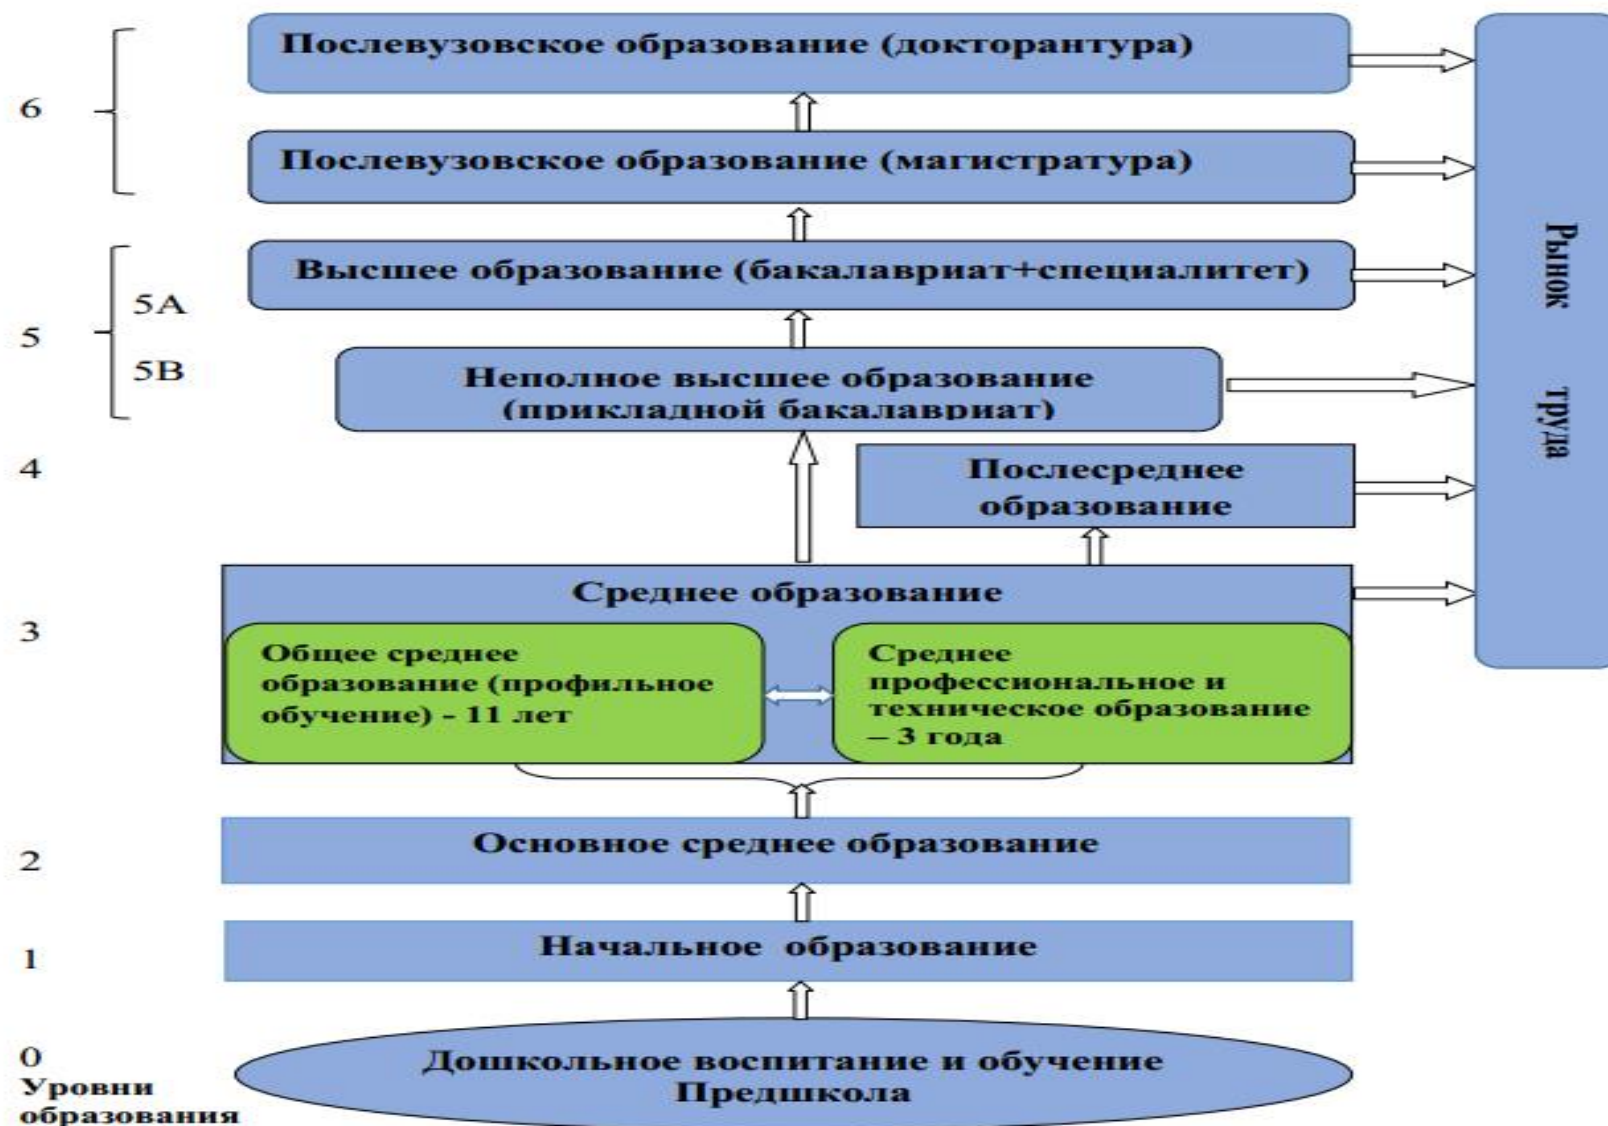 6
Послевузовское образование (докторантура)
Послевузовское образование (магистратура)
5
5А
5В
Высшее образование (бакалавриат+специалитет)
Неполное высшее образование
(прикладной бакалавриат)
4
Послесреднее
образование
3
Среднее образование
Общее среднее
образование (профильное
обучение) - 11 лет
Среднее
профессиональное и
техническое образование
– 3 года
2
Основное среднее образование
1
Начальное образование
0
Уровни
образования
Дошкольное воспитание и обучение
Предшкола
Рынок труда